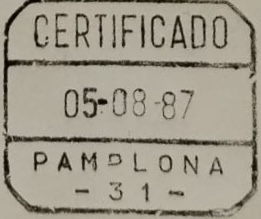 CERTIFICADO
05-08-87
PAMPLONA
- 31 -